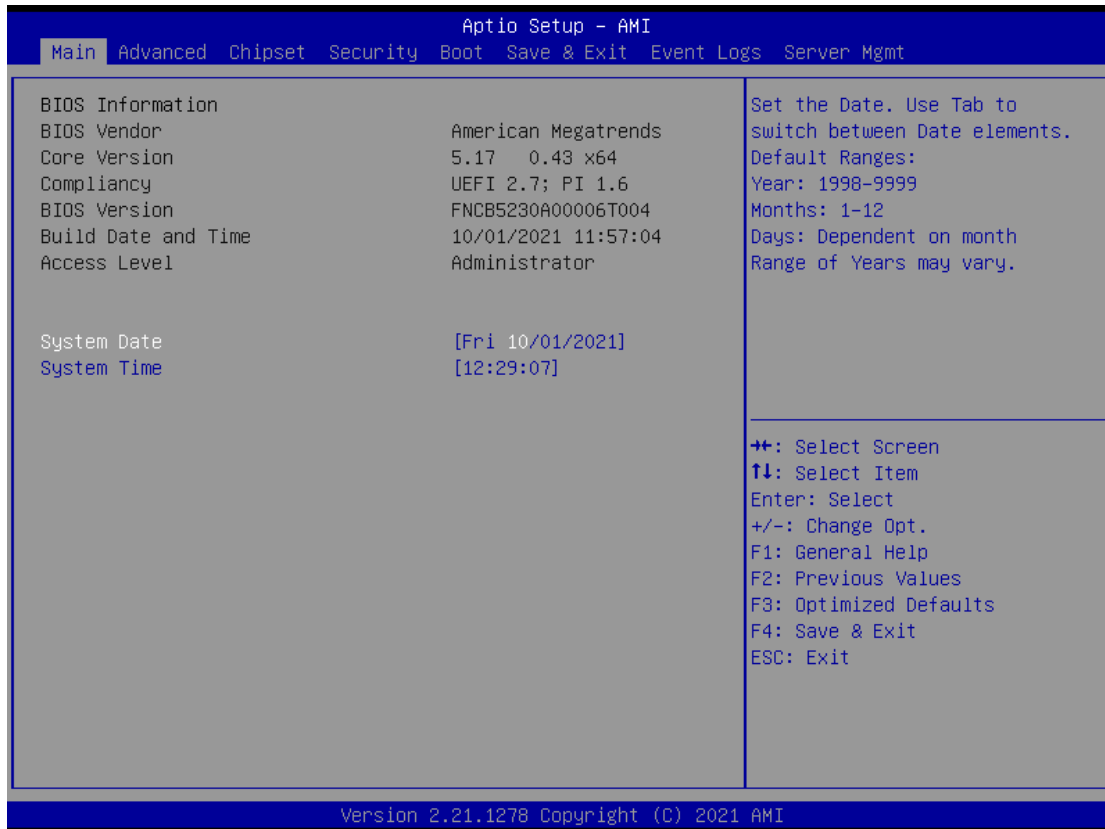 Aptio Setup – AMI
Main Advanced Chipset Security Boot Save & Exit Event Logs Server Mgmt
BIOS Information
BIOS Vendor American Megatrends
Core Version 5.17 0.43 x64
Compliancy UEFI 2.7; PI 1.6
BIOS Version FNCB5230A00006T004
Build Date and Time 10/01/2021 11:57:04
Access Level Administrator
System Date [Fri 10/01/2021]
System Time [12:29:07]
Set the Date. Use Tab to
switch between Date elements.
Default Ranges:
Year: 1998-9999
Months: 1-12
Days: Dependent on month
Range of Years may vary.
→←: Select Screen
↑↓: Select Item
Enter: Select
+/-: Change Opt.
F1: General Help
F2: Previous Values
F3: Optimized Defaults
F4: Save & Exit
ESC: Exit
Version 2.21.1278 Copyright (C) 2021 AMI